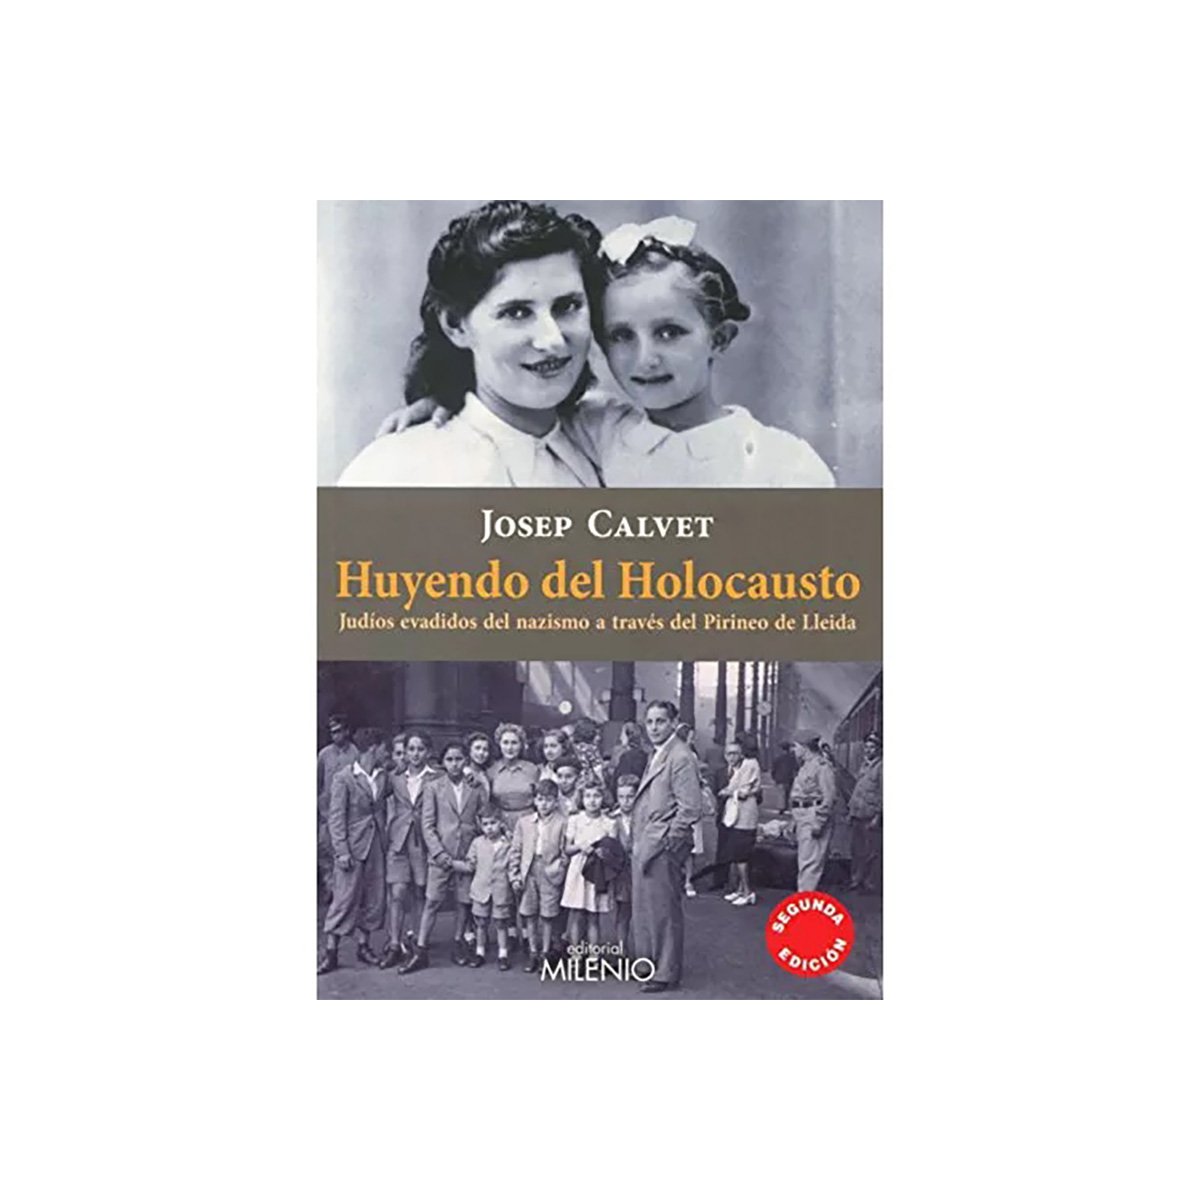 JOSEP CALVET
Huyendo del Holocausto
Judíos evadidos del nazismo a través del Pirineo de Lleida
SEGUNDA
EDICIÓN
editorial
MILENIO